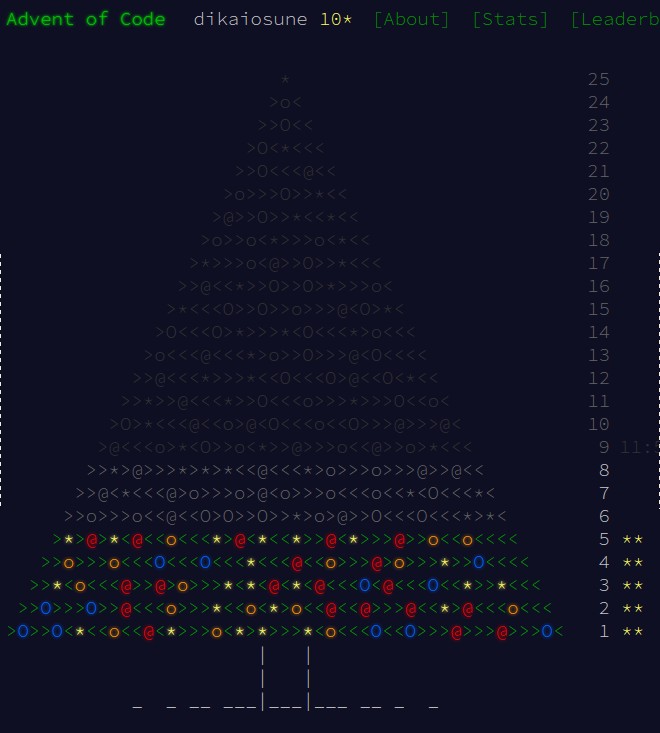 Advent of Code dikaiosune 10* [About] [Stats] [Leaderb
* 25
>o< 24
>>O<< 23
>O<*<<< 22
>>O<<<@<< 21
>o>>>O>>*<< 20
>@>>O>>*<<*<< 19
>o>>o<*>>>o<*<< 18
>*>>>o<@>>O>>*<<< 17
>>@<<*>>O>>O>*>>>o< 16
>*<<<O>>O>>o>>>@<O>*< 15
>O<<<O>*>>>*<O<<<*>o<<< 14
>o<<<@<<<*>o>>O>>>@<O<<<< 13
>>@<<<*>>>*<<O<<<O>@<<O<*<< 12
>>*>>@<<<*>>O<<<o>>>*>>>O<<o< 11
>O>*<<<@<<o>@<O<<o<<O>>>@>>>@< 10
>@<<<o>*<O>>o<*>>@>>>o<<@>>o>*<<< 9 11:5
>>*>@>>>*>*>*<<@<<<*>o>>>o>>>@>>@<< 8
>>@<*<<<@>o>>>o>@>>*>>>o<<<o<<*O<<<*< 7
>>o>>>o<@<<O>O>>O>>*>>o>@>>O<<O<<<*>*< 6
>*>@>*<@<<o<<<>>>*@<*<<*>>@>*>>>@>>o<<o<<<< 5 **
>>o>>>o<<<O<<<O<<<*<<<@<<o>>>@>o>>>*>>O<<<< 4 **
>>*<o<<<@>>@>o>>>*<*<@<*<@<<<O<@<<<O<<*>>*<<< 3 **
>>O>>>O>>@<<<o>>>*<<o<*<o<<@<<@>>>@<<*>@<<<o<<< 2 **
>O>>O<*<<o<<@<*>>>o<*>*>>>*<o<<<O<<O>>>@>>>@>>>O< 1 **
| |
| |
_ _ __ ___|___|___ __ _ _